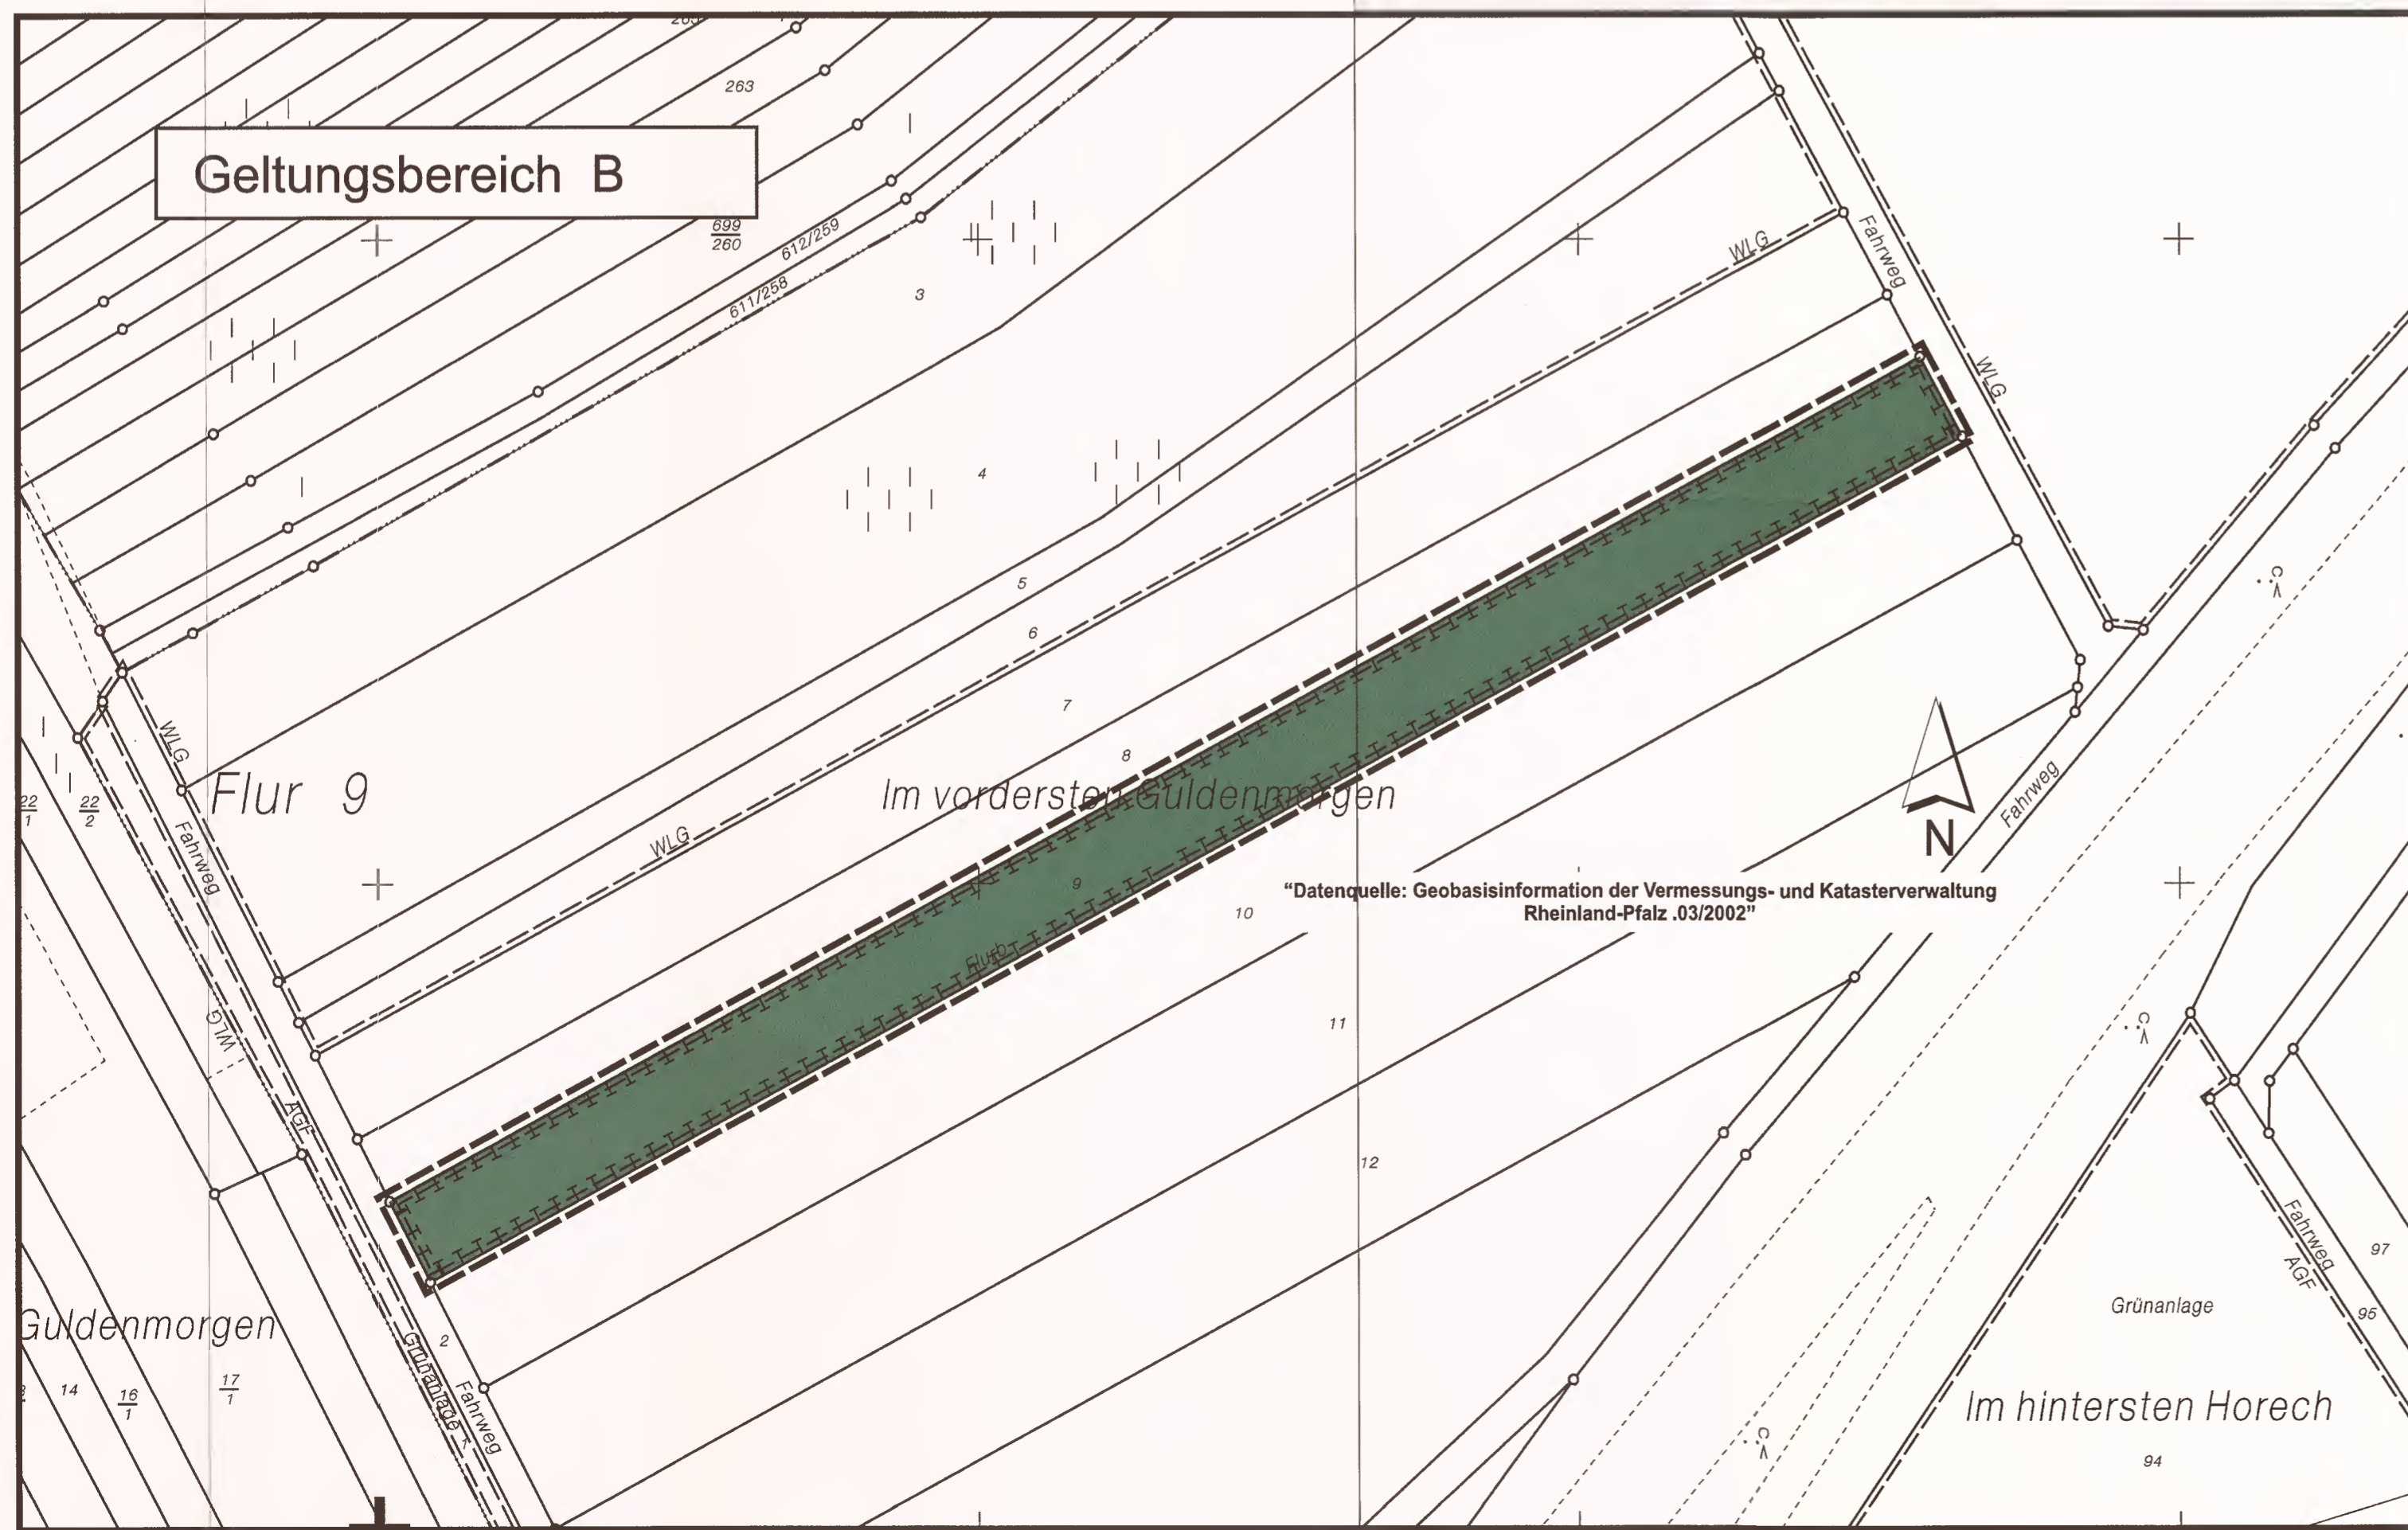 263
Geltungsbereich B
699
260
612/259
611/258
3
WLG
Fahrweg
WLG
4
5
6
7
8
WLG
Flur 9
Im vordersten Guldenmorgen
22
1
22
2
Fahrweg
WLG
9
10
"Datenquelle: Geobasisinformation der Vermessungs- und Katasterverwaltung
Rheinland-Pfalz .03/2002"
N
Fahrweg
Flurb
11
WLG
AGF
12
Guldenmorgen
2
Grünanlage
Fahrweg
14
16
1
17
1
Fahrweg
AGF
97
95
Grünanlage
Im hintersten Horech
94